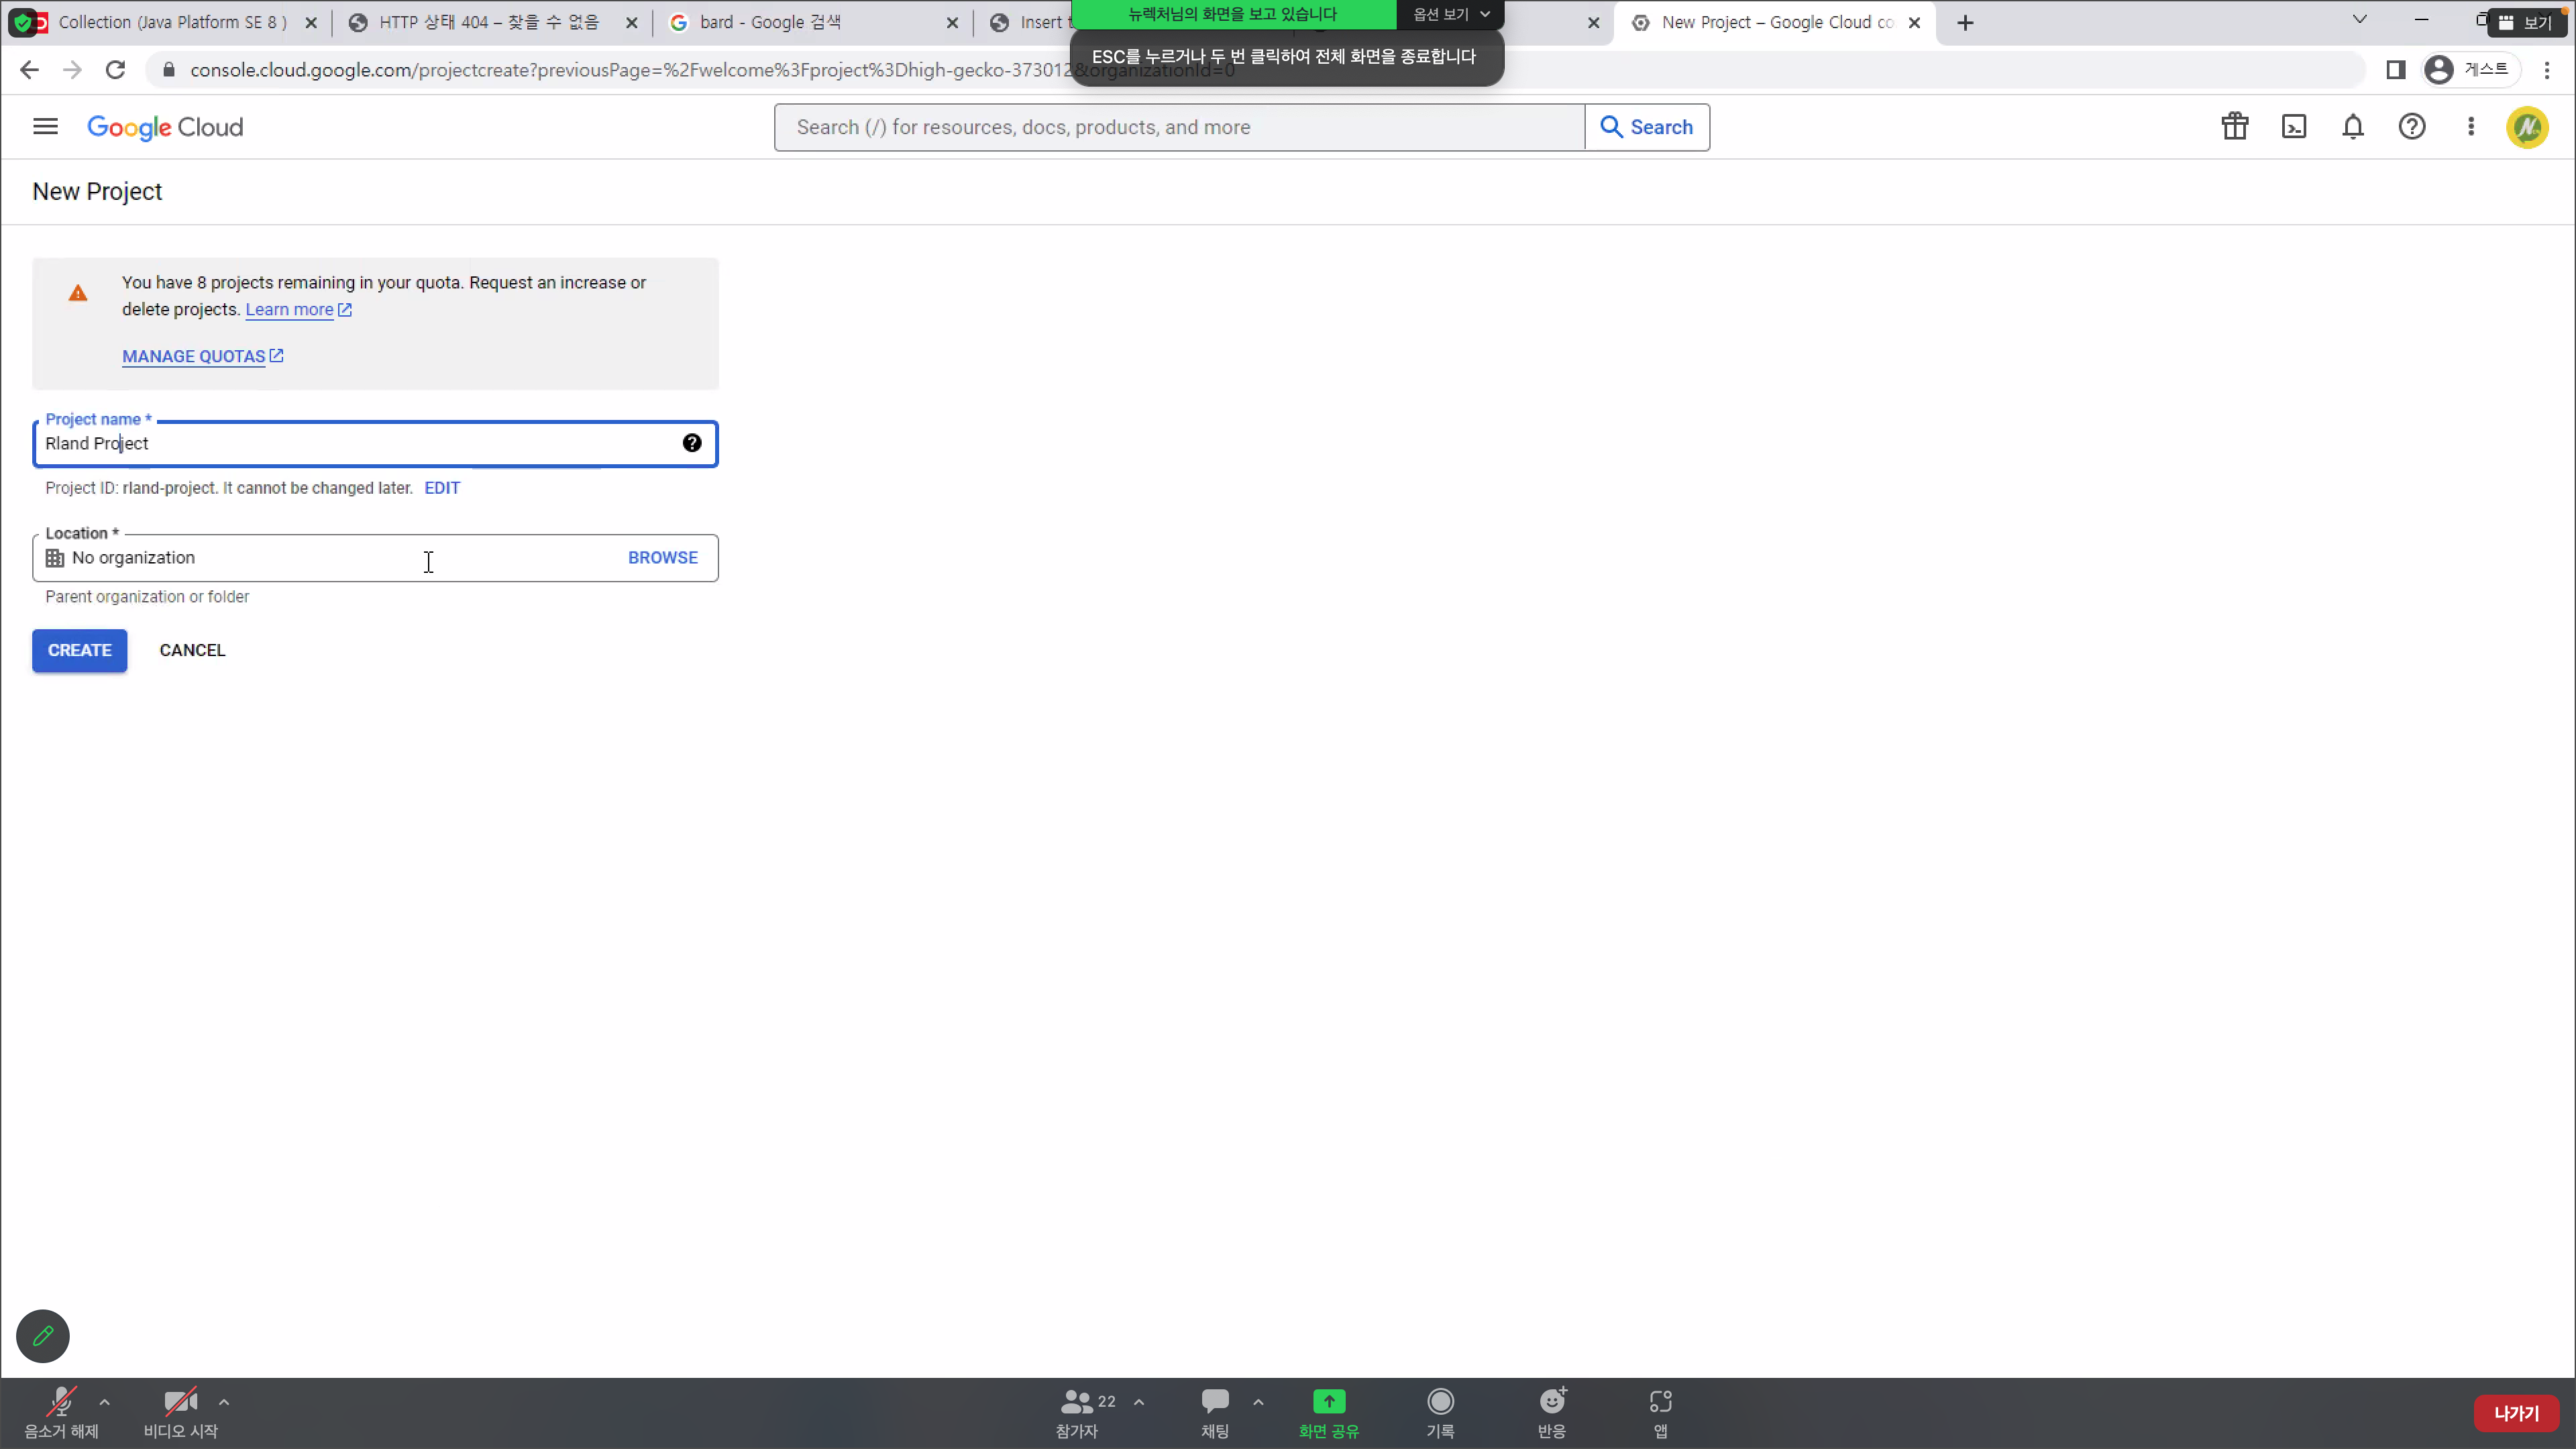 Collection (Java Platform SE 8 )
HTTP 상태 404 – 찾을 수 없음
bard - Google 검색
Insert
뉴렉처님의 화면을 보고 있습니다
옵션 보기
New Project – Google Cloud co
보기
ESC를 누르거나 두 번 클릭하여 전체 화면을 종료합니다
console.cloud.google.com/projectcreate?previousPage=%2Fwelcome%3Fproject%3Dhigh-gecko-373012&organizationId=0
게스트
Google Cloud
Search (/) for resources, docs, products, and more
Search
New Project
You have 8 projects remaining in your quota. Request an increase or
delete projects. Learn more
MANAGE QUOTAS
Project name *
Rland Project
Project ID: rland-project. It cannot be changed later. EDIT
Location *
No organization
BROWSE
Parent organization or folder
CREATE
CANCEL
음소거 해제
비디오 시작
22
참가자
채팅
화면 공유
기록
반응
앱
나가기